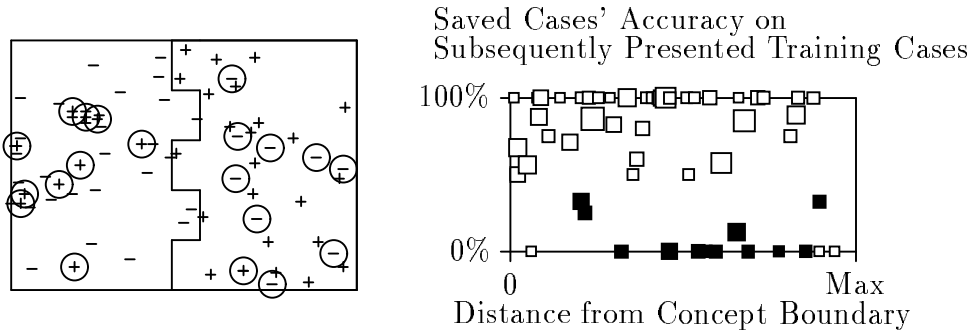 Saved Cases' Accuracy on
Subsequently Presented Training Cases
100%
0%
0
Max
Distance from Concept Boundary